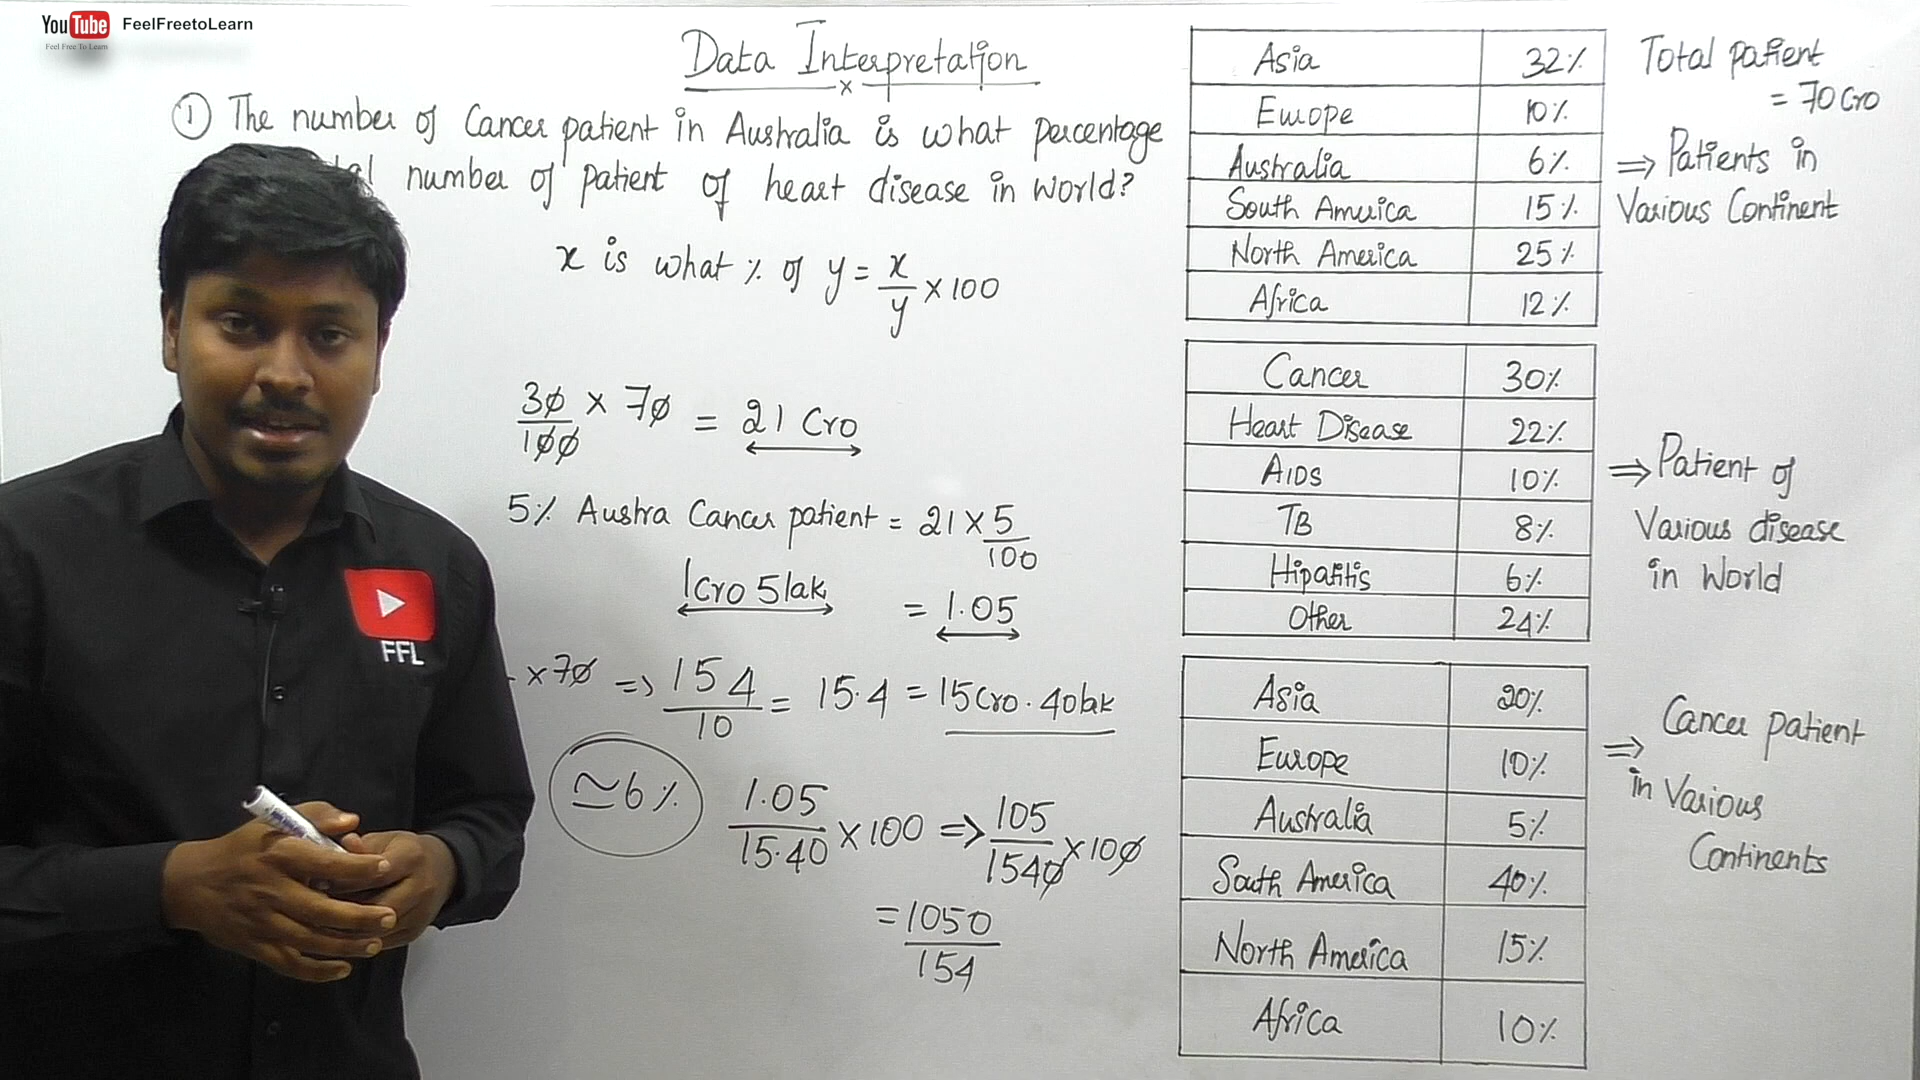 YouTube FeelFreetoLearn
Feel Free To Learn
Data Interpretation
x
① The number of Cancer patient in Australia is what percentage
number of patient of heart disease in world?
x is what % of y = x/y × 100
30/100 × 70 = 21 Cro
5% Austra Cancer patient = 21 × 5/100
1cro 5lak = 1.05
× 70 => 154/10 = 15.4 = 15cro. 40lak
≃6% 1.05/15.40 × 100 => 105/1540 × 100
= 1050/154
FFL
Asia 32%
Europe 10%
Australia 6%
South America 15%
North America 25%
Africa 12%
Total patient
= 70 Cro
⇒ Patients in
Various Continent
Cancer 30%
Heart Disease 22%
AIDS 10%
TB 8%
Hipatitis 6%
Other 24%
⇒ Patient of
Various disease
in World
Asia 20%
Europe 10%
Australia 5%
South America 40%
North America 15%
Africa 10%
⇒ Cancer patient
in Various
Continents